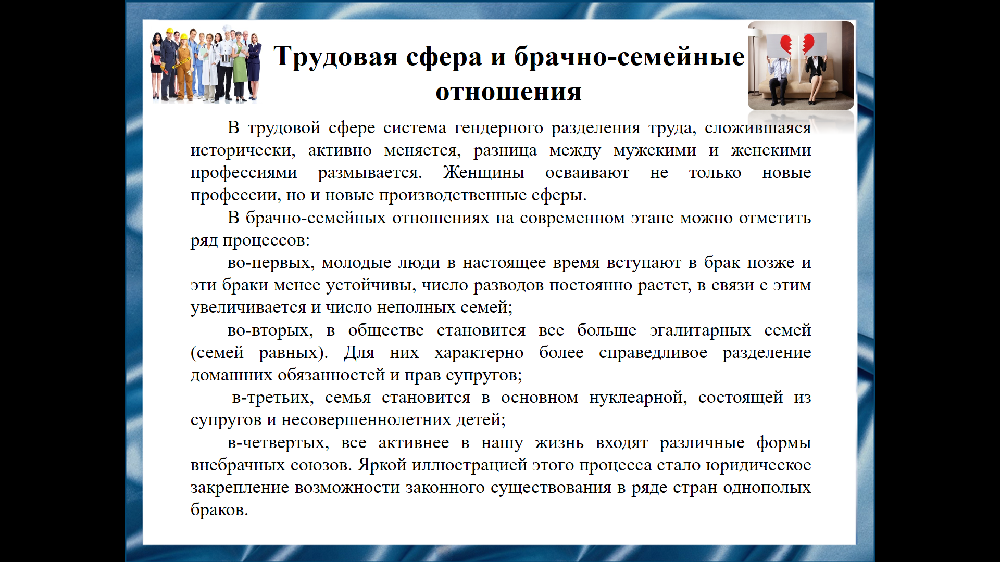 Трудовая сфера и брачно-семейные
отношения
В трудовой сфере система гендерного разделения труда, сложившаяся
исторически, активно меняется, разница между мужскими и женскими
профессиями размывается. Женщины осваивают не только новые
профессии, но и новые производственные сферы.
В брачно-семейных отношениях на современном этапе можно отметить
ряд процессов:
во-первых, молодые люди в настоящее время вступают в брак позже и
эти браки менее устойчивы, число разводов постоянно растет, в связи с этим
увеличивается и число неполных семей;
во-вторых, в обществе становится все больше эгалитарных семей
(семей равных). Для них характерно более справедливое разделение
домашних обязанностей и прав супругов;
в-третьих, семья становится в основном нуклеарной, состоящей из
супругов и несовершеннолетних детей;
в-четвертых, все активнее в нашу жизнь входят различные формы
внебрачных союзов. Яркой иллюстрацией этого процесса стало юридическое
закрепление возможности законного существования в ряде стран однополых
браков.